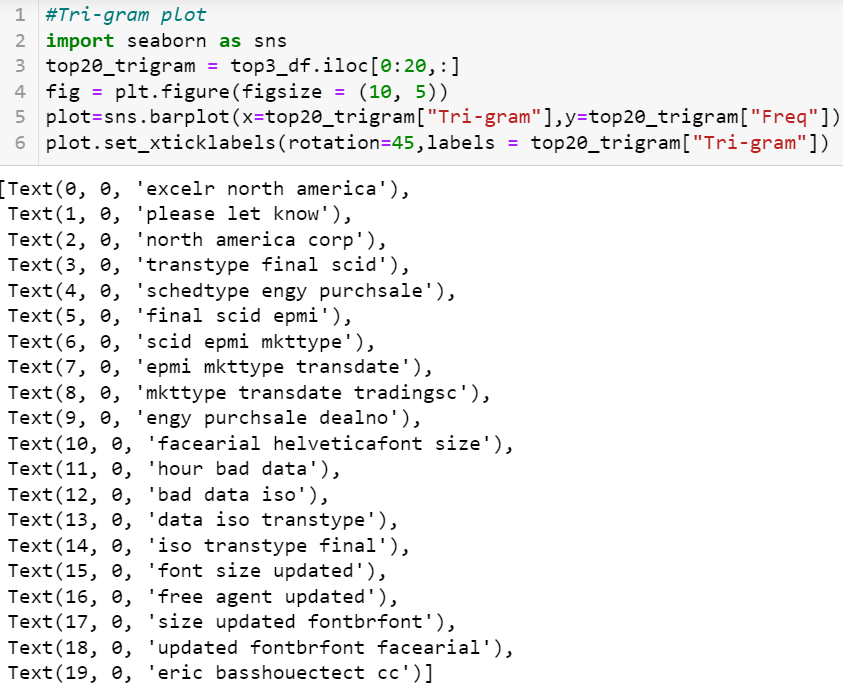 1 #Tri-gram plot
2 import seaborn as sns
3 top20_trigram = top3_df.iloc[0:20,:]
4 fig = plt.figure(figsize = (10, 5))
5 plot=sns.barplot(x=top20_trigram["Tri-gram"],y=top20_trigram["Freq"])
6 plot.set_xticklabels(rotation=45,labels = top20_trigram["Tri-gram"])
[Text(0, 0, 'excelr north america'),
Text(1, 0, 'please let know'),
Text(2, 0, 'north america corp'),
Text(3, 0, 'transtype final scid'),
Text(4, 0, 'schedtype engy purchsale'),
Text(5, 0, 'final scid epmi'),
Text(6, 0, 'scid epmi mkttype'),
Text(7, 0, 'epmi mkttype transdate'),
Text(8, 0, 'mkttype transdate tradingsc'),
Text(9, 0, 'engy purchsale dealno'),
Text(10, 0, 'facearial helveticafont size'),
Text(11, 0, 'hour bad data'),
Text(12, 0, 'bad data iso'),
Text(13, 0, 'data iso transtype'),
Text(14, 0, 'iso transtype final'),
Text(15, 0, 'font size updated'),
Text(16, 0, 'free agent updated'),
Text(17, 0, 'size updated fontbrfont'),
Text(18, 0, 'updated fontbrfont facearial'),
Text(19, 0, 'eric basshouectect cc')]